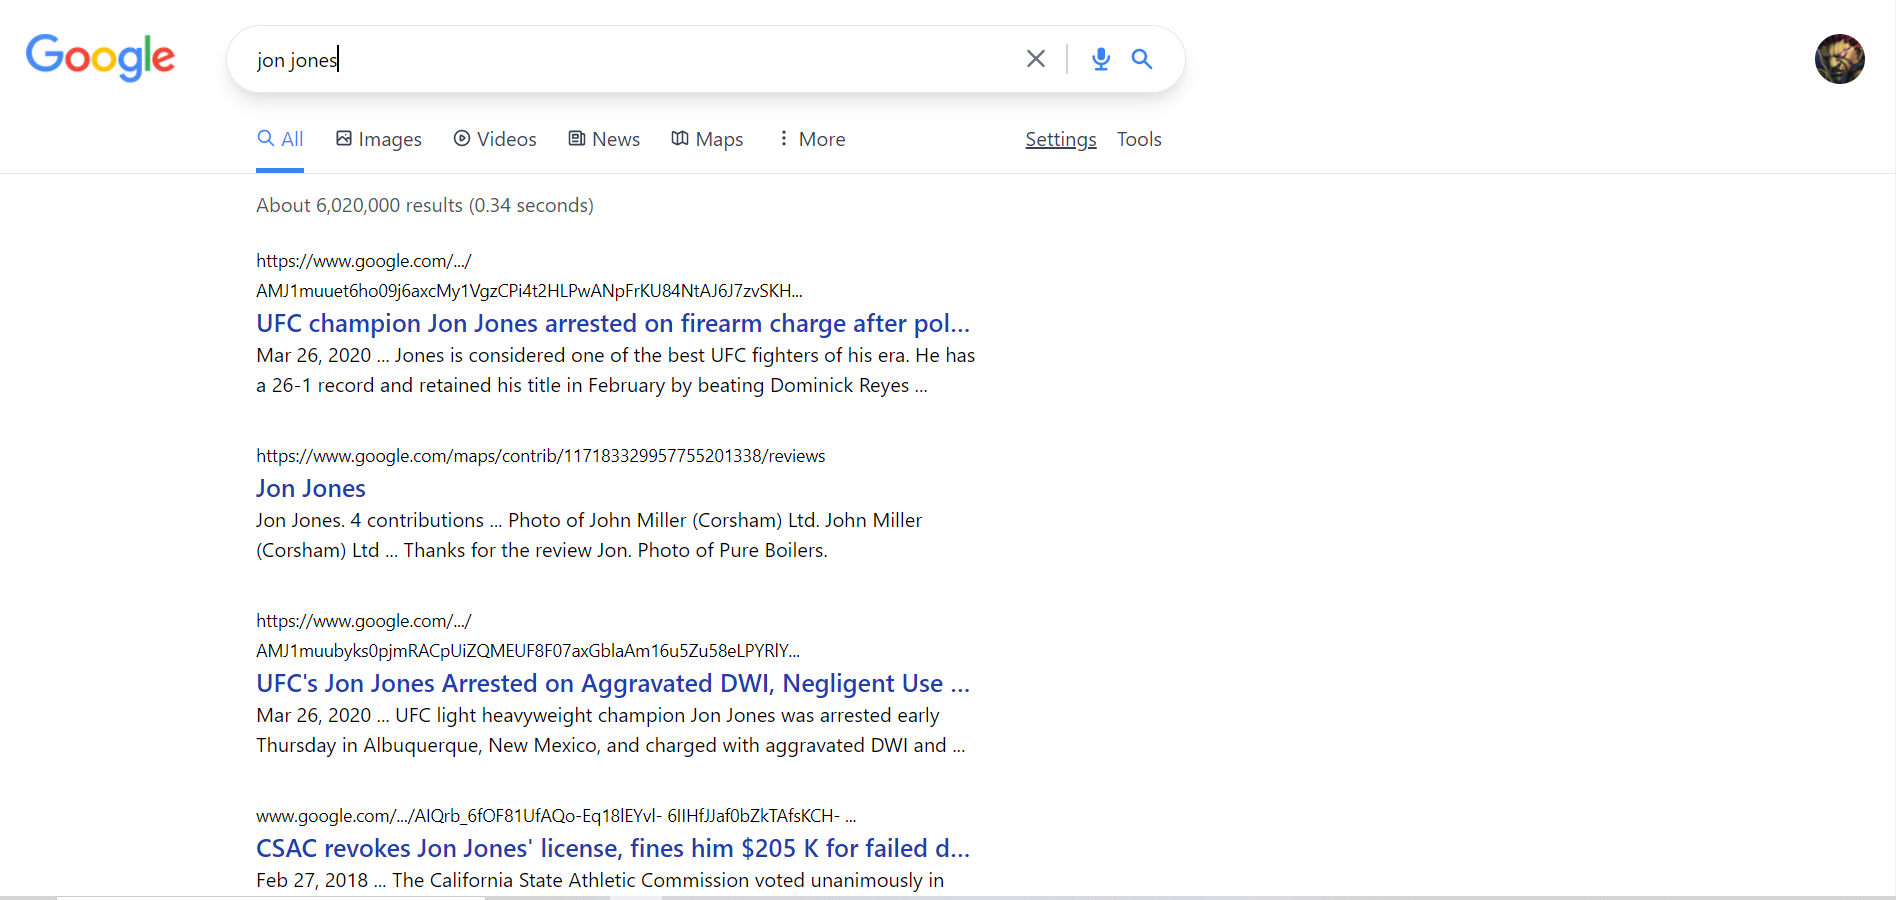 Google
jon jones
All Images Videos News Maps More Settings Tools
About 6,020,000 results (0.34 seconds)
https://www.google.com/.../
AMJ1muuet6ho09j6axcMy1VgzCPi4t2HLPwANpFrKU84NtAJ6J7zvSKH...
UFC champion Jon Jones arrested on firearm charge after pol...
Mar 26, 2020 ... Jones is considered one of the best UFC fighters of his era. He has
a 26-1 record and retained his title in February by beating Dominick Reyes ...
https://www.google.com/maps/contrib/117183329957755201338/reviews
Jon Jones
Jon Jones. 4 contributions ... Photo of John Miller (Corsham) Ltd. John Miller
(Corsham) Ltd ... Thanks for the review Jon. Photo of Pure Boilers.
https://www.google.com/.../
AMJ1muubyks0pjmRACpUiZQMEUF8F07axGblaAm16u5Zu58eLPYRlY...
UFC's Jon Jones Arrested on Aggravated DWI, Negligent Use ...
Mar 26, 2020 ... UFC light heavyweight champion Jon Jones was arrested early
Thursday in Albuquerque, New Mexico, and charged with aggravated DWI and ...
www.google.com/.../AIQrb_6fOF81UfAQo-Eq18lEYvl- 6IIHfJJaf0bZkTAfsKCH- ...
CSAC revokes Jon Jones' license, fines him $205 K for failed d...
Feb 27, 2018 ... The California State Athletic Commission voted unanimously in